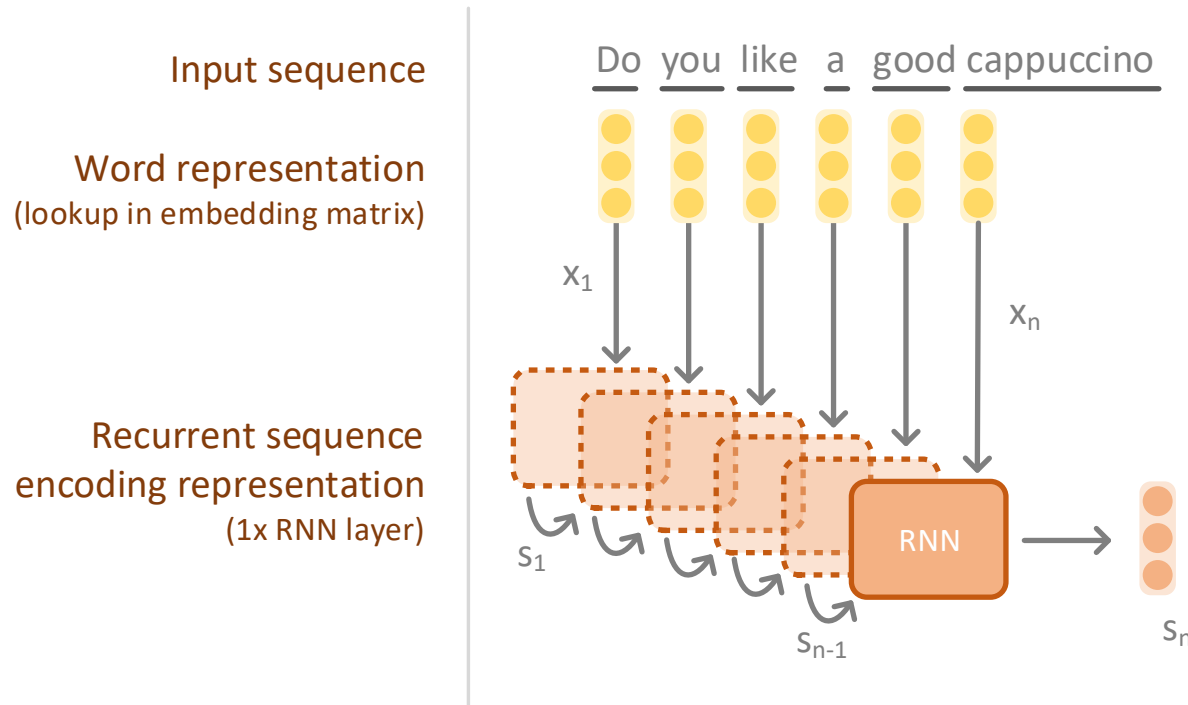 Input sequence
Do you like a good cappuccino
Word representation
(lookup in embedding matrix)
x₁
xₙ
Recurrent sequence
encoding representation
(1x RNN layer)
RNN
s₁
sₙ₋₁
sₙ